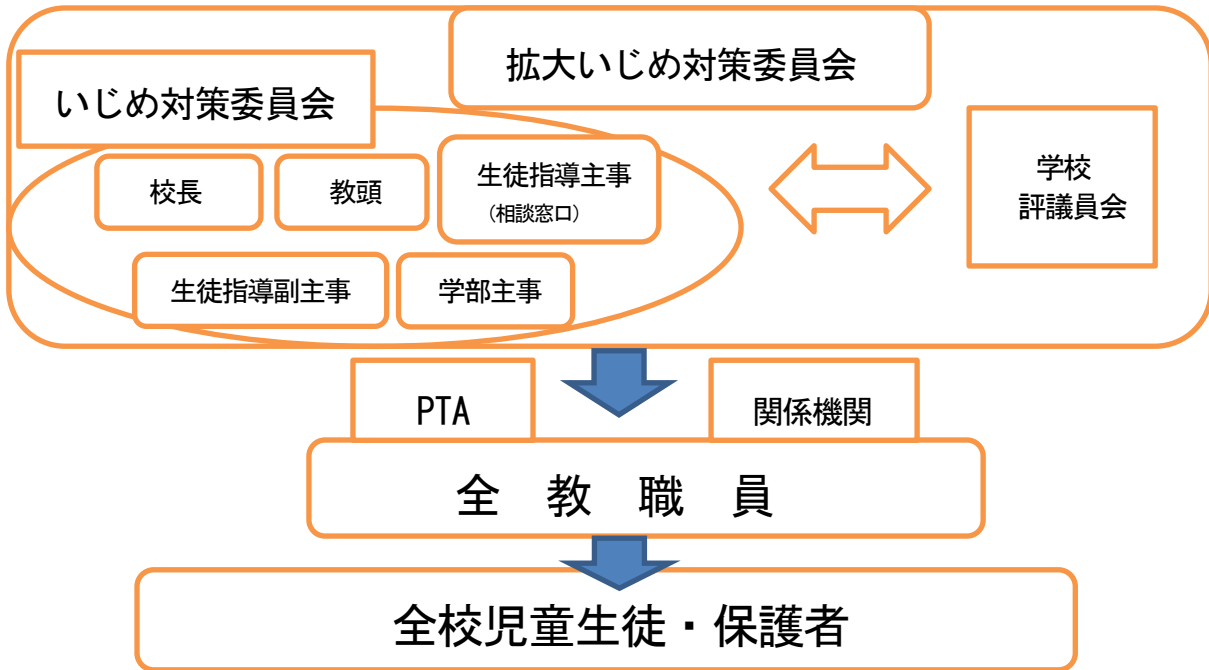 拡大いじめ対策委員会
いじめ対策委員会
校長
教頭
生徒指導主事
(相談窓口)
生徒指導副主事
学部主事
学校
評議員会
PTA
関係機関
全 教 職 員
全校児童生徒・保護者